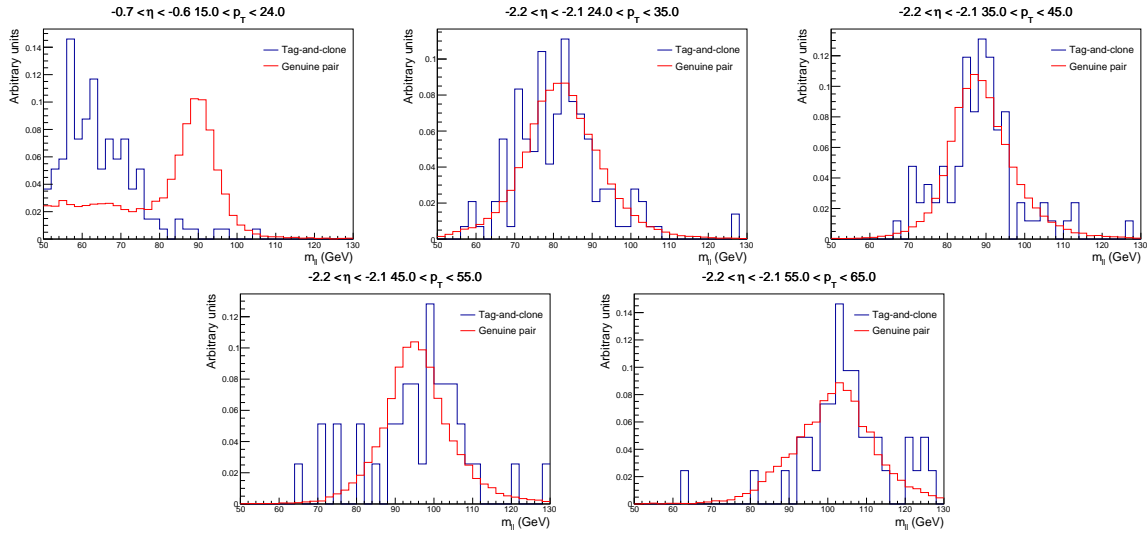 -0.7 < η < -0.6 15.0 < p_T < 24.0
Arbitrary units
0.14
0.12
0.1
0.08
0.06
0.04
0.02
0
Tag-and-clone
Genuine pair
50 60 70 80 90 100 110 120 130
m_ll (GeV)
-2.2 < η < -2.1 24.0 < p_T < 35.0
Arbitrary units
0.1
0.08
0.06
0.04
0.02
0
Tag-and-clone
Genuine pair
50 60 70 80 90 100 110 120 130
m_ll (GeV)
-2.2 < η < -2.1 35.0 < p_T < 45.0
Arbitrary units
0.12
0.1
0.08
0.06
0.04
0.02
0
Tag-and-clone
Genuine pair
50 60 70 80 90 100 110 120 130
m_ll (GeV)
-2.2 < η < -2.1 45.0 < p_T < 55.0
Arbitrary units
0.12
0.1
0.08
0.06
0.04
0.02
0
Tag-and-clone
Genuine pair
50 60 70 80 90 100 110 120 130
m_ll (GeV)
-2.2 < η < -2.1 55.0 < p_T < 65.0
Arbitrary units
0.14
0.12
0.1
0.08
0.06
0.04
0.02
0
Tag-and-clone
Genuine pair
50 60 70 80 90 100 110 120 130
m_ll (GeV)